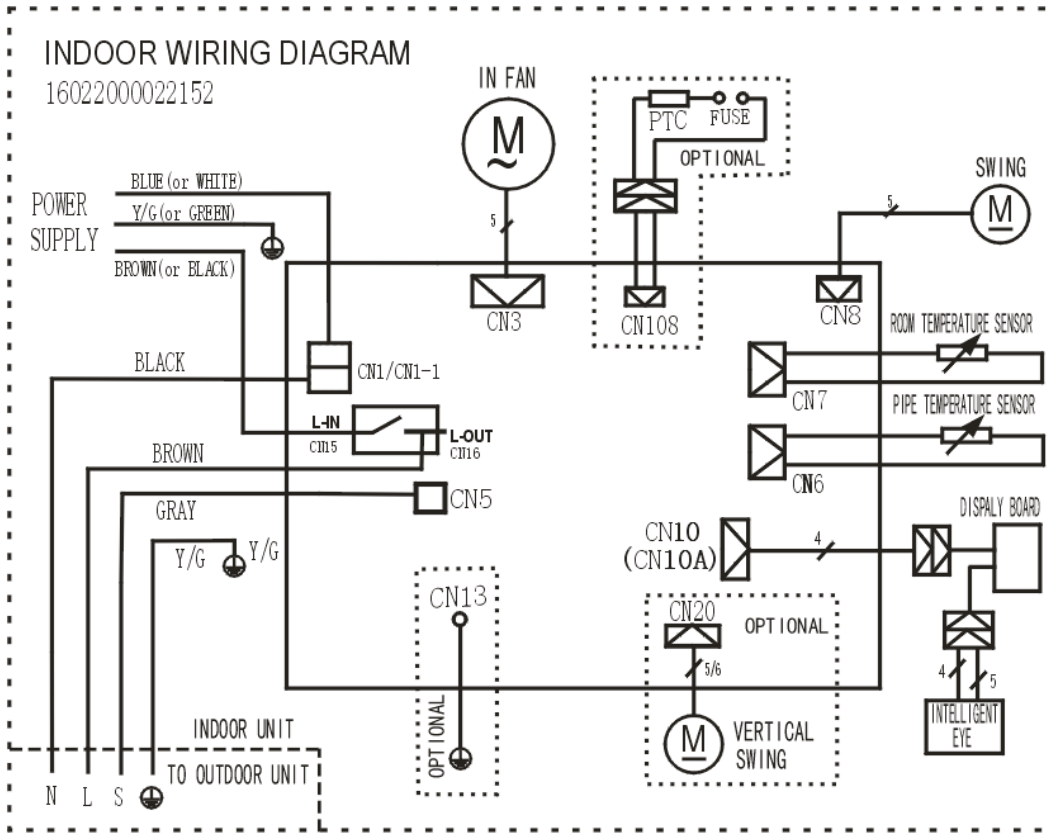 INDOOR WIRING DIAGRAM
16022000022152
IN FAN
M
5
PTC
FUSE
OPTIONAL
SWING
M
5
POWER
SUPPLY
BLUE(or WHITE)
Y/G(or GREEN)
BROWN(or BLACK)
CN3
CN108
CN8
ROOM TEMPERATURE SENSOR
CN7
PIPE TEMPERATURE SENSOR
CN6
BLACK
CN1/CN1-1
L-IN
CN15
L-OUT
CN16
BROWN
CN5
GRAY
Y/G
Y/G
CN10
(CN10A)
4
DISPALY BOARD
CN13
OPTIONAL
CN20
OPTIONAL
5/6
M
VERTICAL
SWING
4
5
INTELLIGENT
EYE
INDOOR UNIT
TO OUTDOOR UNIT
N
L
S